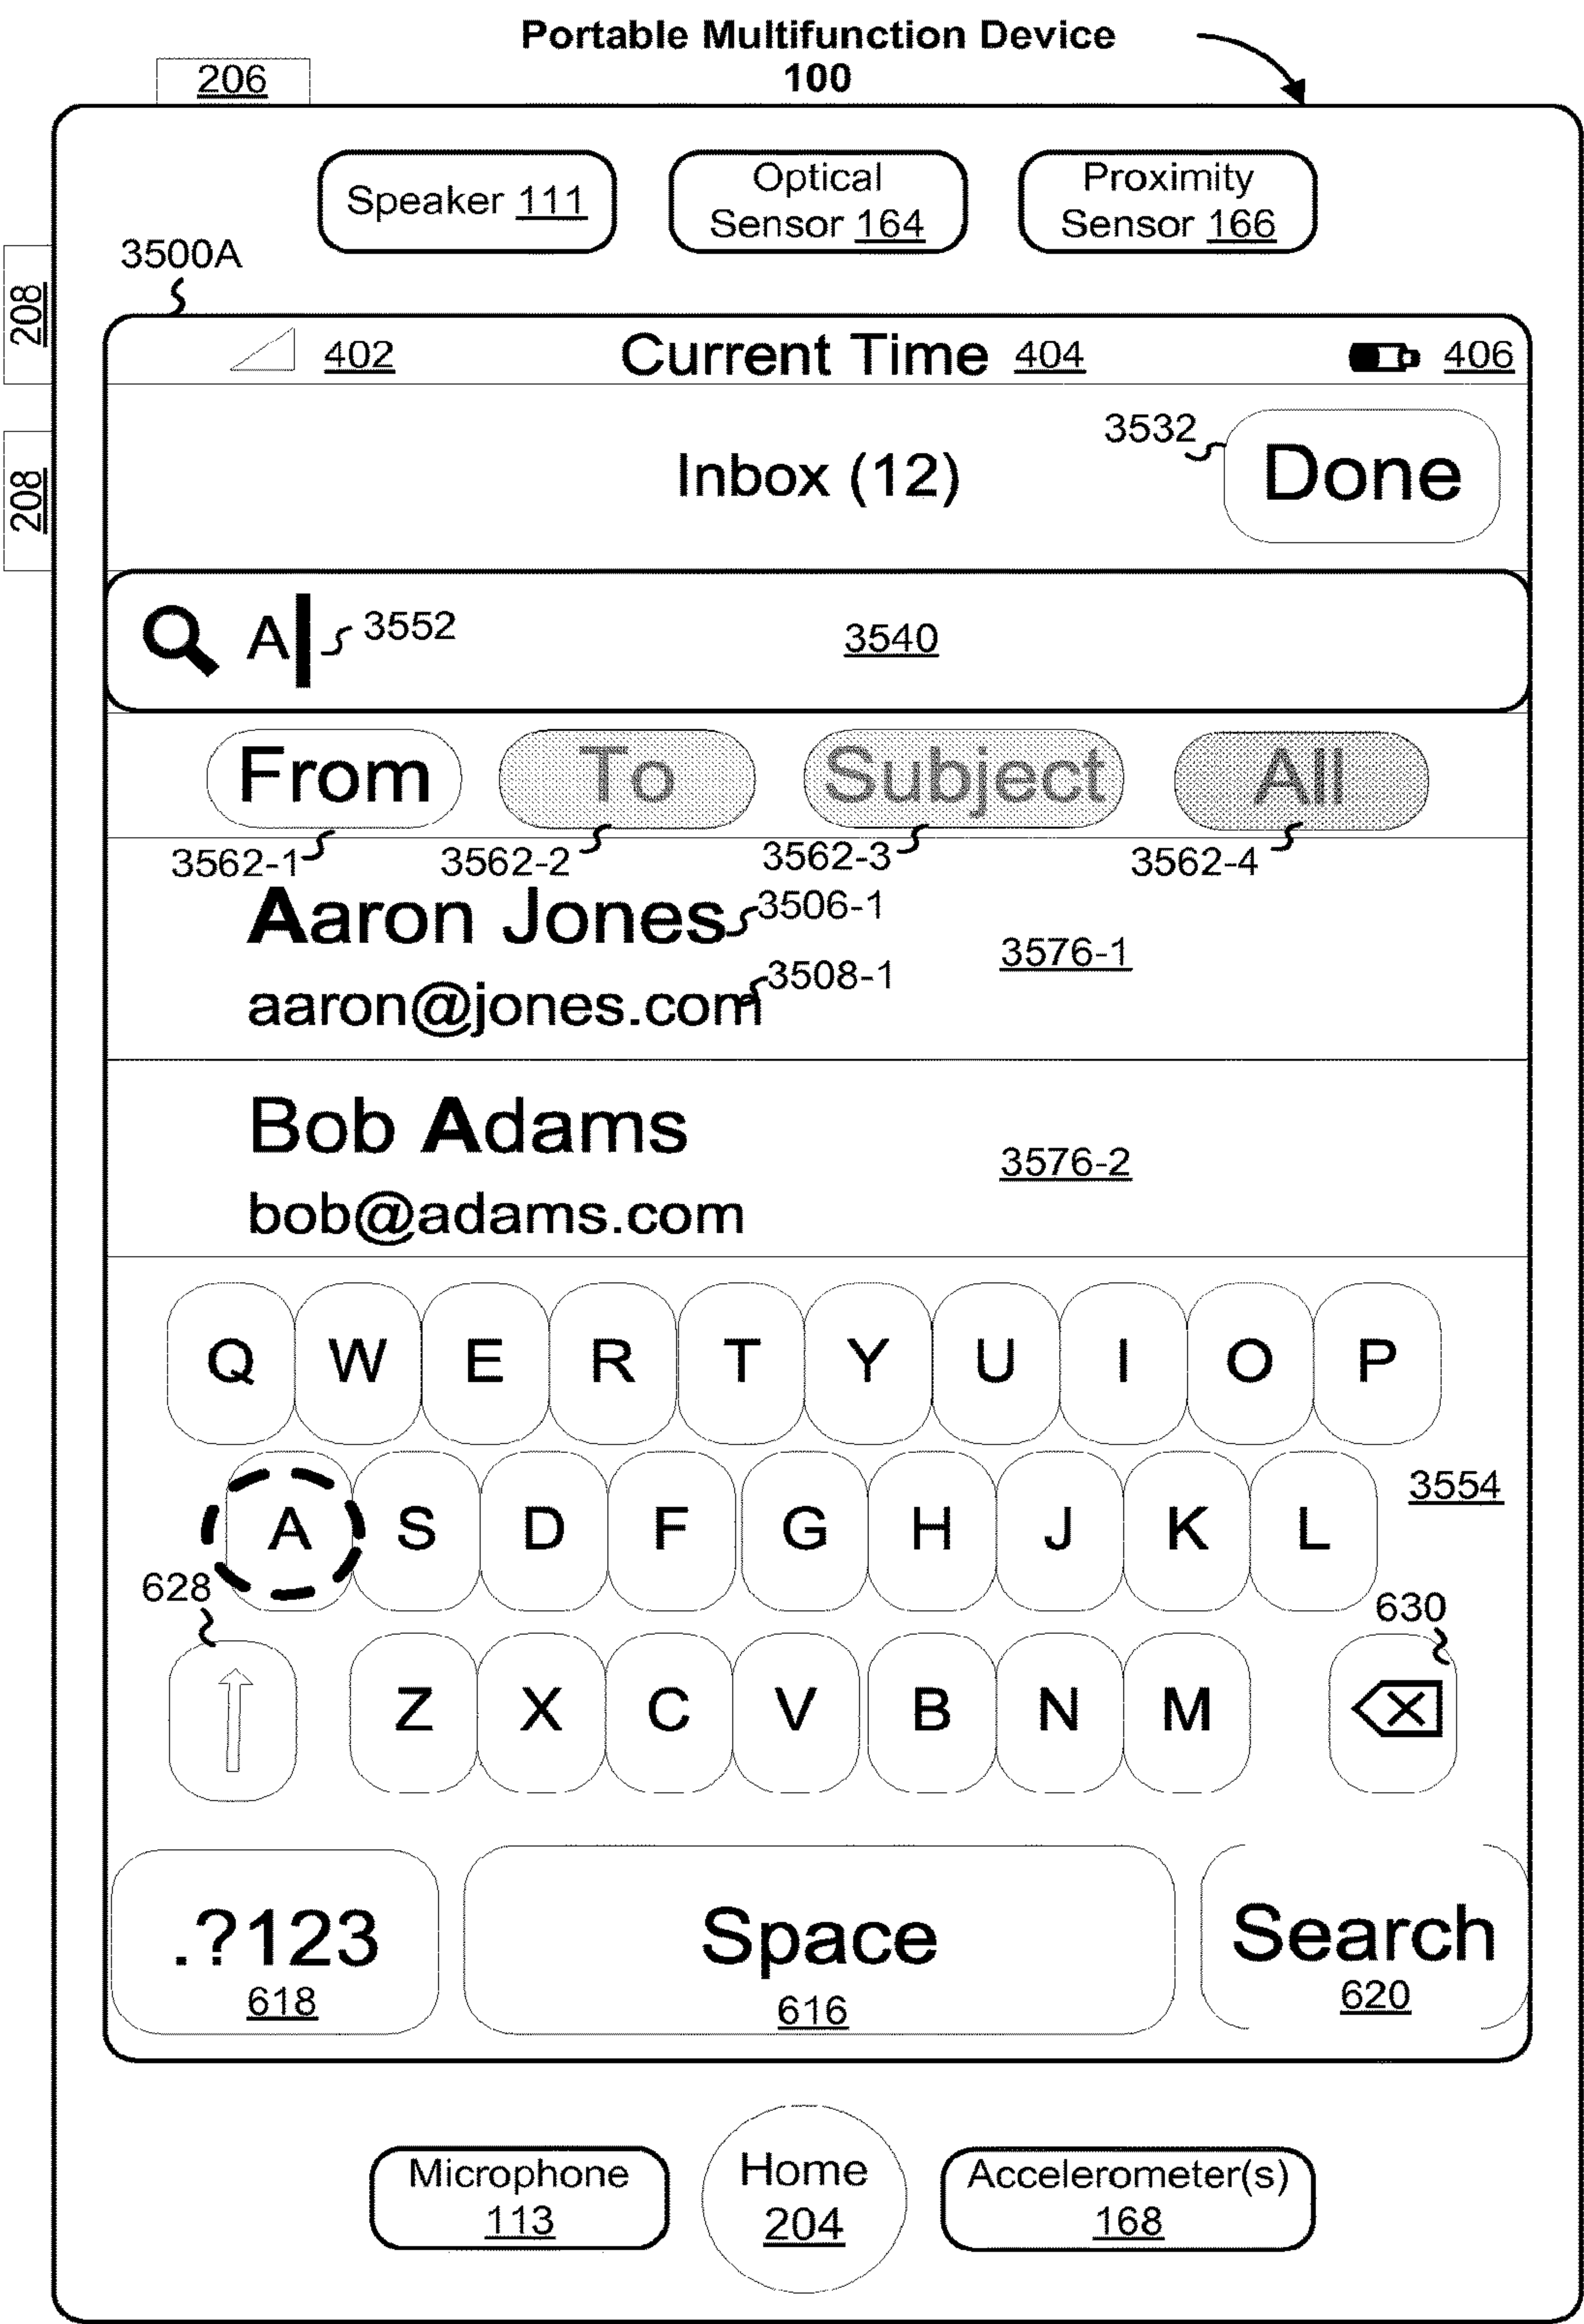 Portable Multifunction Device
100
206
Speaker 111
Optical
Sensor 164
Proximity
Sensor 166
3500A
208
208
402
Current Time 404
406
Inbox (12)
3532
Done
A
3552
3540
From
To
Subject
All
3562-1
3562-2
3562-3
3562-4
Aaron Jones
3506-1
3576-1
aaron@jones.com
3508-1
Bob Adams
3576-2
bob@adams.com
Q W E R T Y U I O P
A S D F G H J K L
3554
628
630
Z X C V B N M
.?123
618
Space
616
Search
620
Microphone
113
Home
204
Accelerometer(s)
168